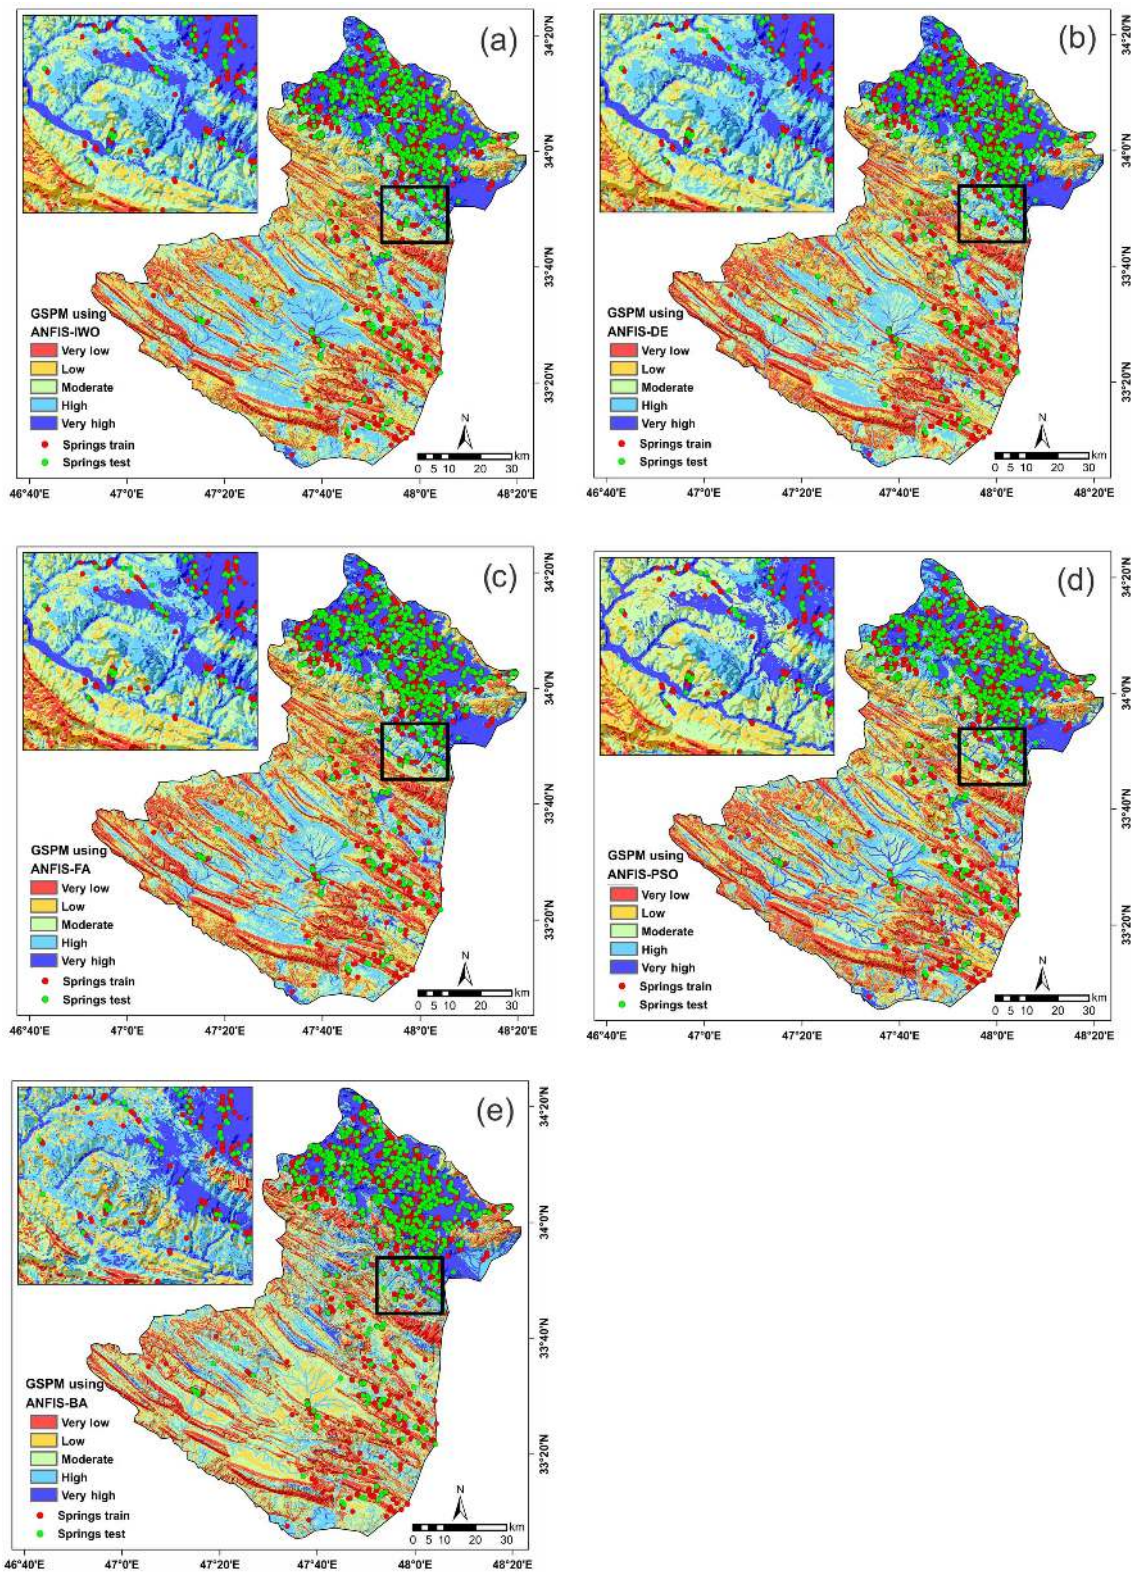 (a)
34°20'N
34°0'N
33°40'N
33°20'N
GSPM using
ANFIS-IWO
Very low
Low
Moderate
High
Very high
Springs train
Springs test
N
km
0 5 10 20 30
46°40'E 47°0'E 47°20'E 47°40'E 48°0'E 48°20'E
(b)
34°20'N
34°0'N
33°40'N
33°20'N
GSPM using
ANFIS-DE
Very low
Low
Moderate
High
Very high
Springs train
Springs test
N
km
0 5 10 20 30
46°40'E 47°0'E 47°20'E 47°40'E 48°0'E 48°20'E
(c)
34°20'N
34°0'N
33°40'N
33°20'N
GSPM using
ANFIS-FA
Very low
Low
Moderate
High
Very high
Springs train
Springs test
N
km
0 5 10 20 30
46°40'E 47°0'E 47°20'E 47°40'E 48°0'E 48°20'E
(d)
34°20'N
34°0'N
33°40'N
33°20'N
GSPM using
ANFIS-PSO
Very low
Low
Moderate
High
Very high
Springs train
Springs test
N
km
0 5 10 20 30
46°40'E 47°0'E 47°20'E 47°40'E 48°0'E 48°20'E
(e)
34°20'N
34°0'N
33°40'N
33°20'N
GSPM using
ANFIS-BA
Very low
Low
Moderate
High
Very high
Springs train
Springs test
N
km
0 5 10 20 30
46°40'E 47°0'E 47°20'E 47°40'E 48°0'E 48°20'E